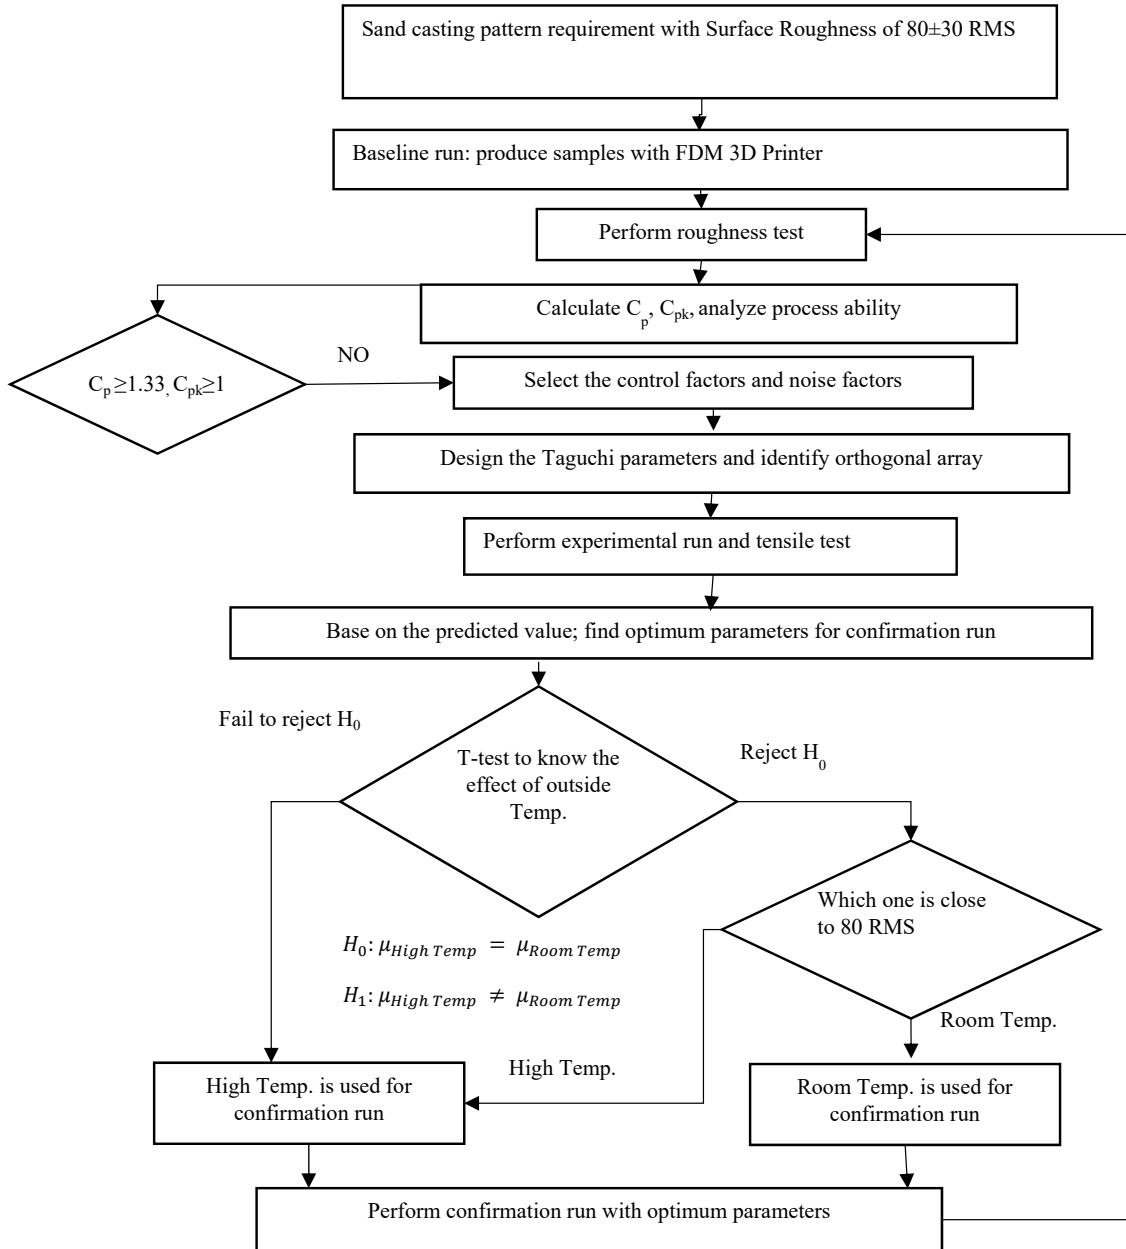 Sand casting pattern requirement with Surface Roughness of 80±30 RMS
Baseline run: produce samples with FDM 3D Printer
Perform roughness test
Calculate Cp, Cpk, analyze process ability
NO
Cp ≥1.33, Cpk≥1
Select the control factors and noise factors
Design the Taguchi parameters and identify orthogonal array
Perform experimental run and tensile test
Base on the predicted value; find optimum parameters for confirmation run
Fail to reject H0
T-test to know the
effect of outside
Temp.
Reject H0
Which one is close
to 80 RMS
H0: μHigh Temp = μRoom Temp
H1: μHigh Temp ≠ μRoom Temp
Room Temp.
High Temp.
High Temp. is used for
confirmation run
Room Temp. is used for
confirmation run
Perform confirmation run with optimum parameters